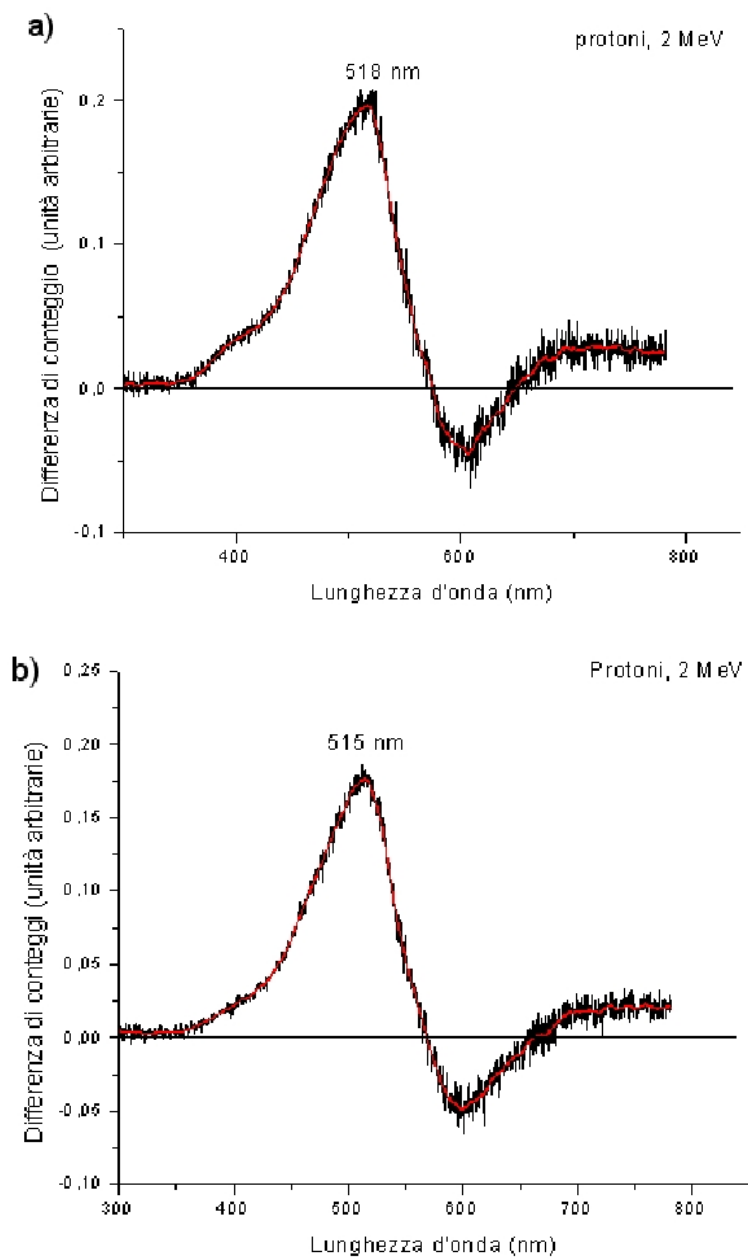 a)
protoni, 2 MeV
518 nm
0,2
0,1
0,0
-0,1
Differenza di conteggio (unità arbitrarie)
400
600
800
Lunghezza d'onda (nm)
b)
Protoni, 2 MeV
515 nm
0,25
0,20
0,15
0,10
0,05
0,00
-0,05
-0,10
Differenza di conteggi (unità arbitrarie)
300
400
500
600
700
800
Lunghezza d'onda (nm)